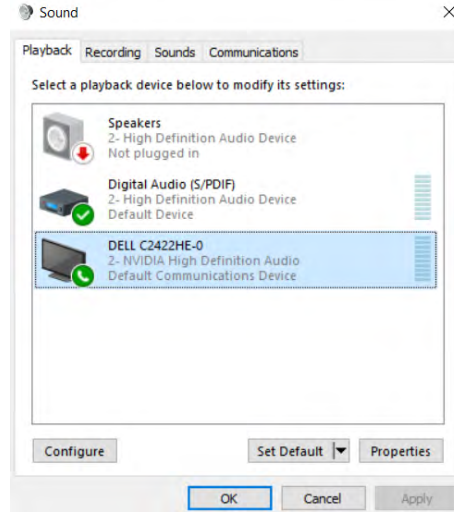 Sound
Playback Recording Sounds Communications
Select a playback device below to modify its settings:
Speakers
2- High Definition Audio Device
Not plugged in
Digital Audio (S/PDIF)
2- High Definition Audio Device
Default Device
DELL C2422HE-0
2- NVIDIA High Definition Audio
Default Communications Device
Configure Set Default Properties
OK Cancel Apply